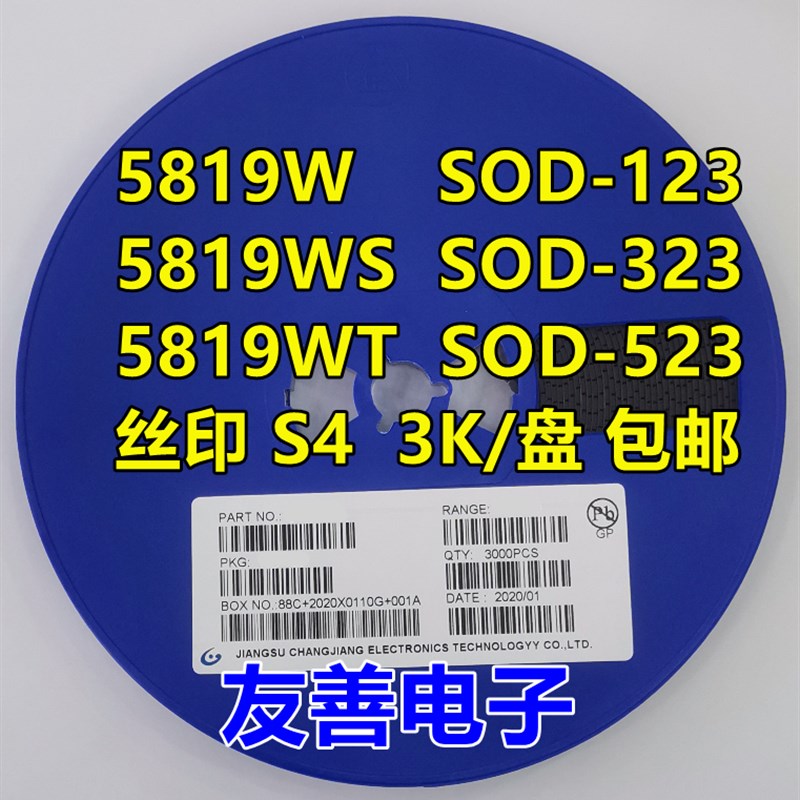 5819W SOD-123
5819WS SOD-323
5819WT SOD-523
丝印 S4 3K/盘 包邮
PART NO.:
RANGE:
Pb
GP
PKG:
QTY: 3000PCS
BOX NO.:88C+2020X0110G+001A
DATE : 2020/01
JIANGSU CHANGJIANG ELECTRONICS TECHNOLOGYY CO.,LTD.
友善电子